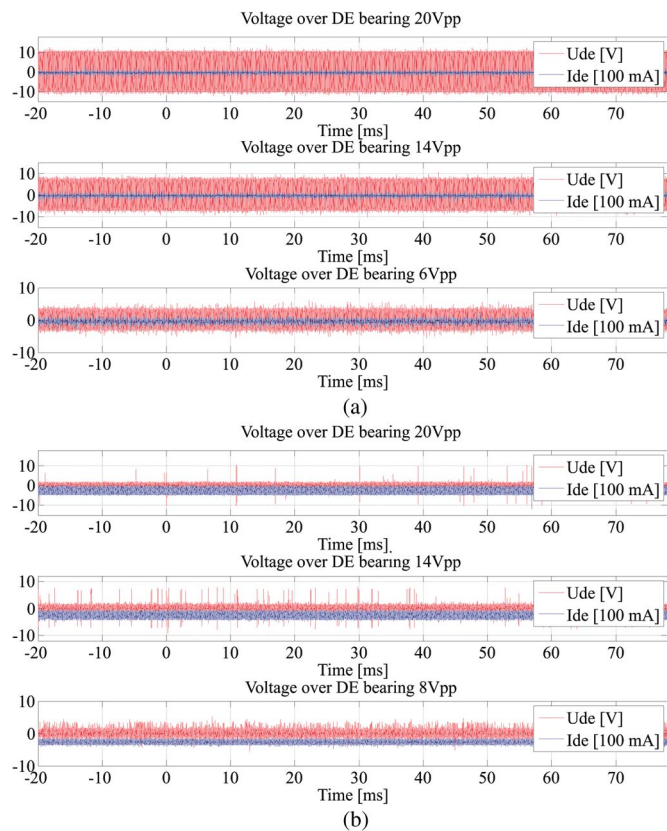 Voltage over DE bearing 20Vpp
10
0
-10
Ude [V]
Ide [100 mA]
-20 -10 0 10 20 30 40 50 60 70
Time [ms]
Voltage over DE bearing 14Vpp
10
0
-10
Ude [V]
Ide [100 mA]
-20 -10 0 10 20 30 40 50 60 70
Time [ms]
Voltage over DE bearing 6Vpp
10
0
-10
Ude [V]
Ide [100 mA]
-20 -10 0 10 20 30 40 50 60 70
Time [ms]
(a)
Voltage over DE bearing 20Vpp
10
0
-10
Ude [V]
Ide [100 mA]
-20 -10 0 10 20 30 40 50 60 70
Time [ms].
Voltage over DE bearing 14Vpp
10
0
-10
Ude [V]
Ide [100 mA]
-20 -10 0 10 20 30 40 50 60 70
Time [ms]
Voltage over DE bearing 8Vpp
10
0
-10
Ude [V]
Ide [100 mA]
-20 -10 0 10 20 30 40 50 60 70
Time [ms]
(b)